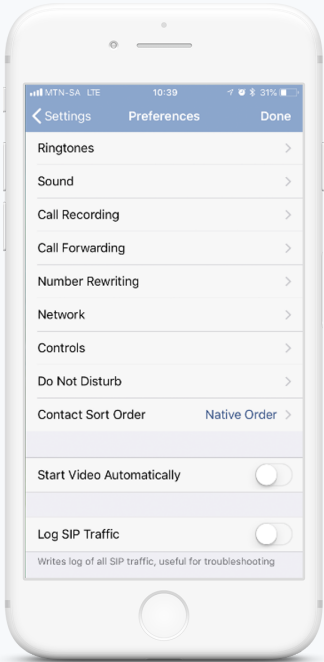 MTN-SA LTE 10:39 31%
Settings Preferences Done
Ringtones
Sound
Call Recording
Call Forwarding
Number Rewriting
Network
Controls
Do Not Disturb
Contact Sort Order Native Order
Start Video Automatically
Log SIP Traffic
Writes log of all SIP traffic, useful for troubleshooting